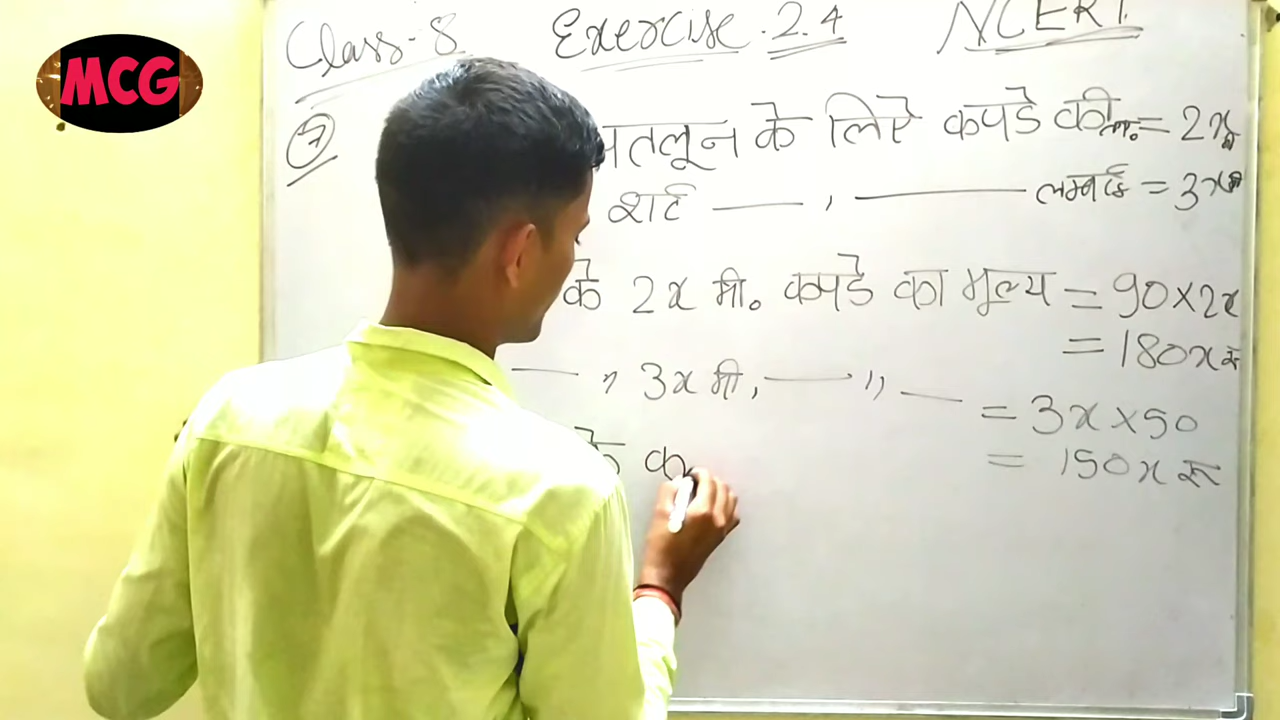 MCG
Class-8 Exercise.2.4 NCERT.
7 पतलून के लिए कपडे की ल॰ = 2x
शर्ट — , — लम्बाई = 3x
के 2x मी॰ कपडे का मूल्य = 90×2x
= 180x रू
— " 3x मी, — " — = 3x×50
= 150x रू
के क